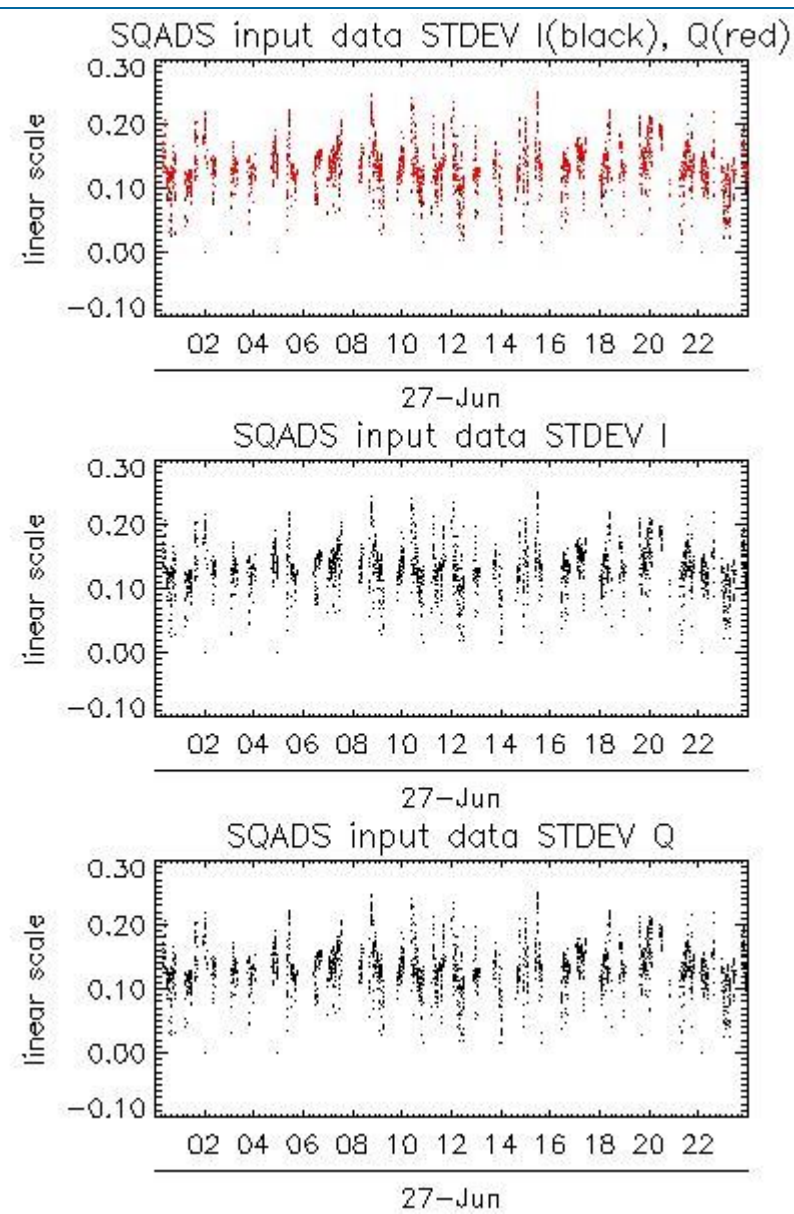 SQADS input data STDEV I(black), Q(red)
0.30
0.20
0.10
0.00
-0.10
linear scale
02 04 06 08 10 12 14 16 18 20 22
27-Jun
SQADS input data STDEV I
0.30
0.20
0.10
0.00
-0.10
linear scale
02 04 06 08 10 12 14 16 18 20 22
27-Jun
SQADS input data STDEV Q
0.30
0.20
0.10
0.00
-0.10
linear scale
02 04 06 08 10 12 14 16 18 20 22
27-Jun